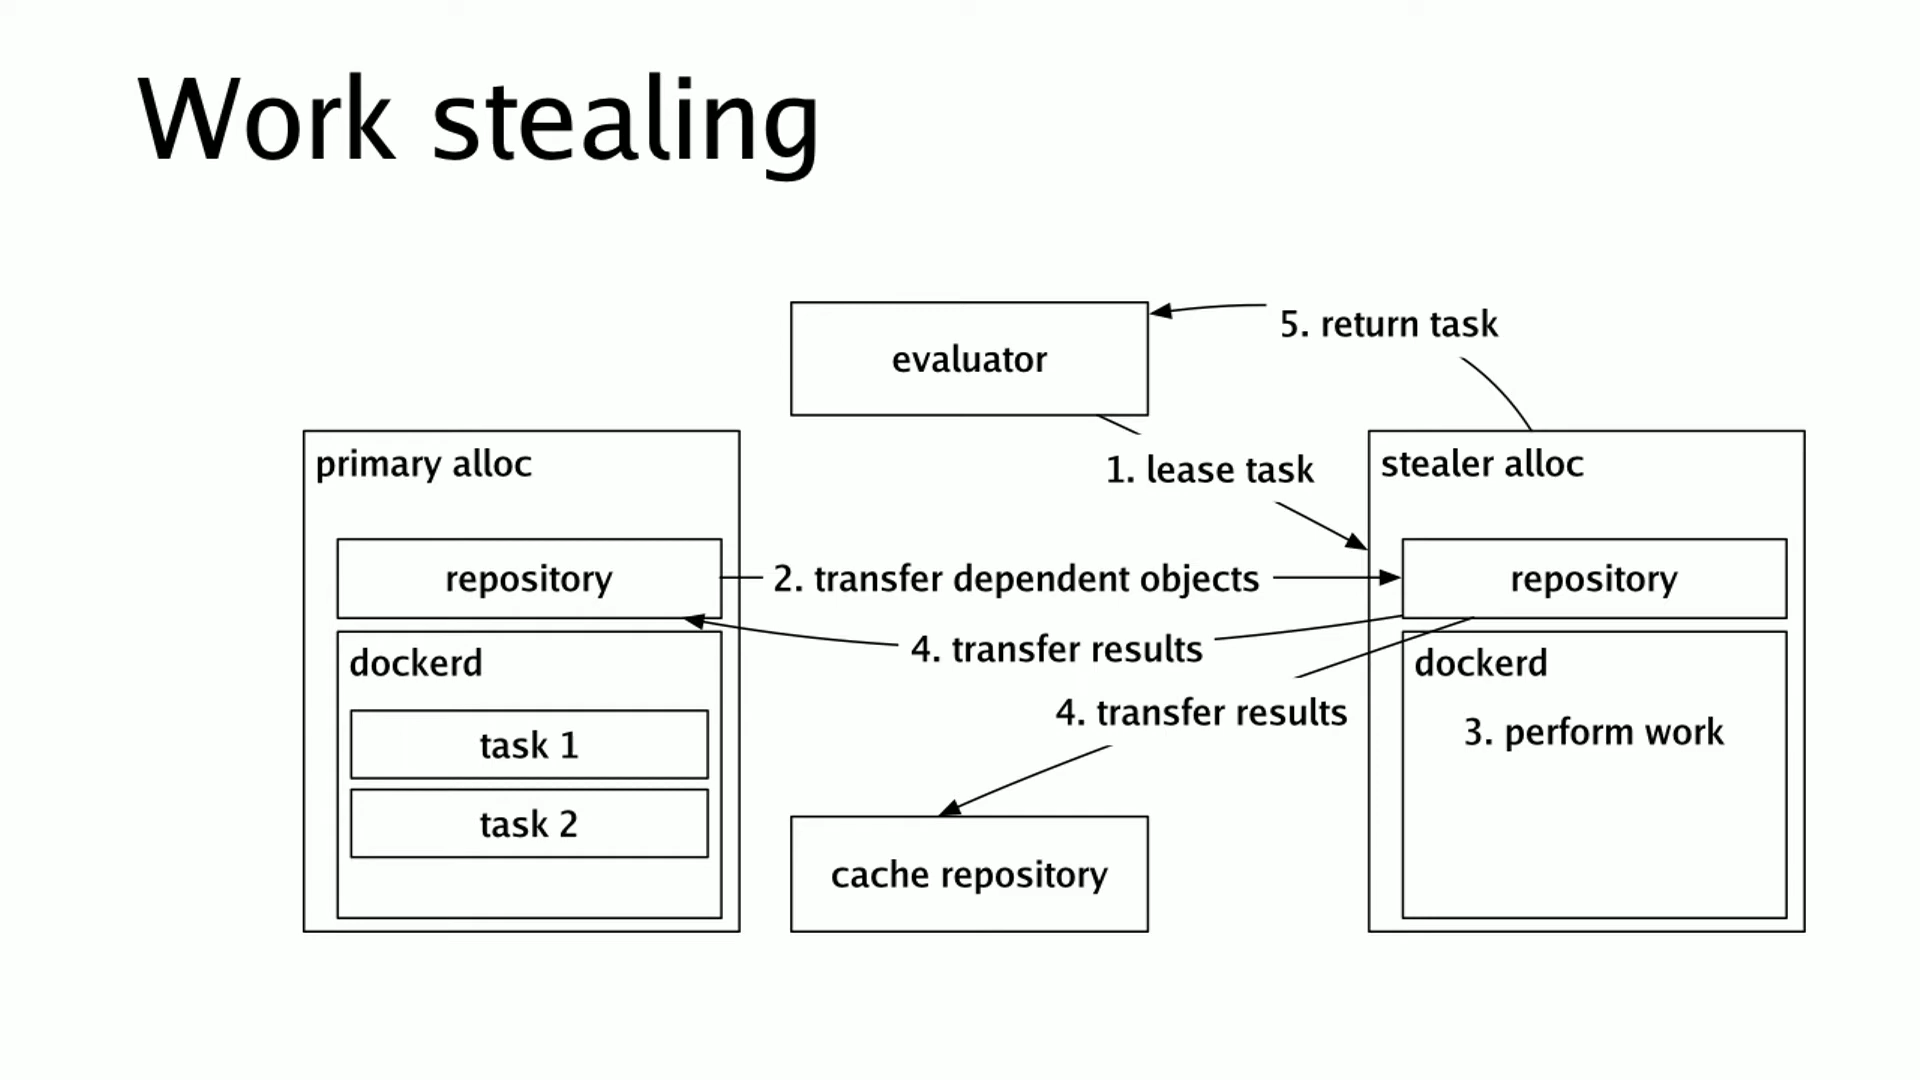 Work stealing
evaluator
5. return task
primary alloc
1. lease task
stealer alloc
repository
2. transfer dependent objects
repository
4. transfer results
dockerd
dockerd
4. transfer results
3. perform work
task 1
task 2
cache repository